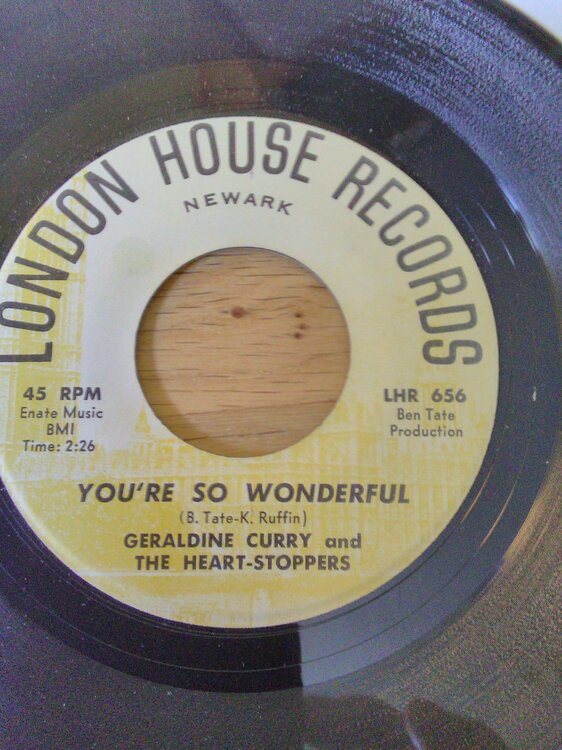 LONDON HOUSE RECORDS
NEWARK
45 RPM
Enate Music
BMI
Time: 2:26
LHR 656
Ben Tate
Production
YOU'RE SO WONDERFUL
(B. Tate-K. Ruffin)
GERALDINE CURRY and
THE HEART-STOPPERS